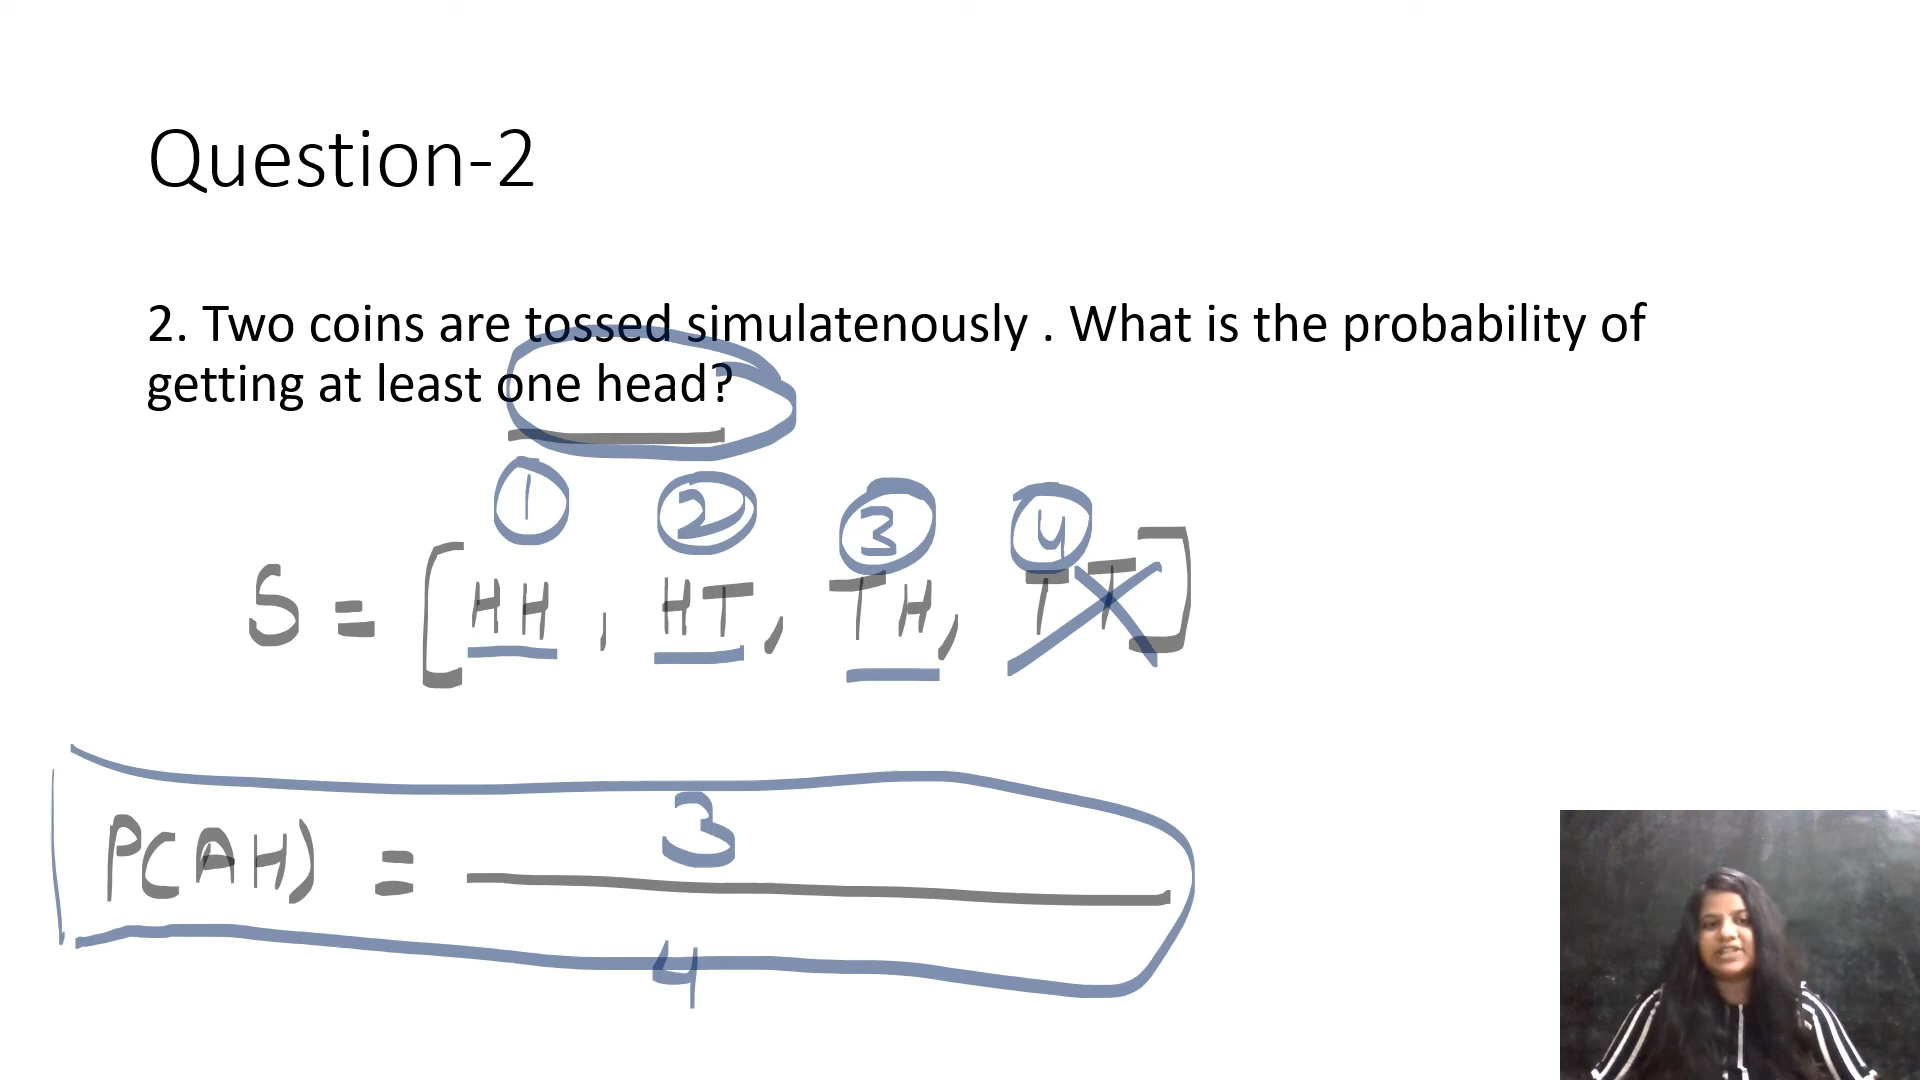 Question-2
2. Two coins are tossed simulatenously . What is the probability of
getting at least one head?
1 2 3 4
S = [HH, HT, TH, TT]
3
P(AH) =
4